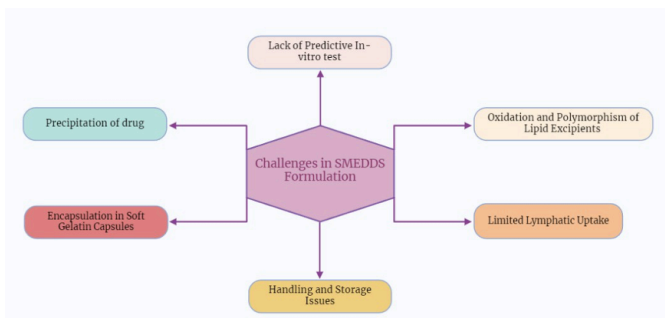 Lack of Predictive In-
vitro test
Precipitation of drug
Oxidation and Polymorphism of
Lipid Excipients
Challenges in SMEDDS
Formulation
Encapsulation in Soft
Gelatin Capsules
Limited Lymphatic Uptake
Handling and Storage
Issues